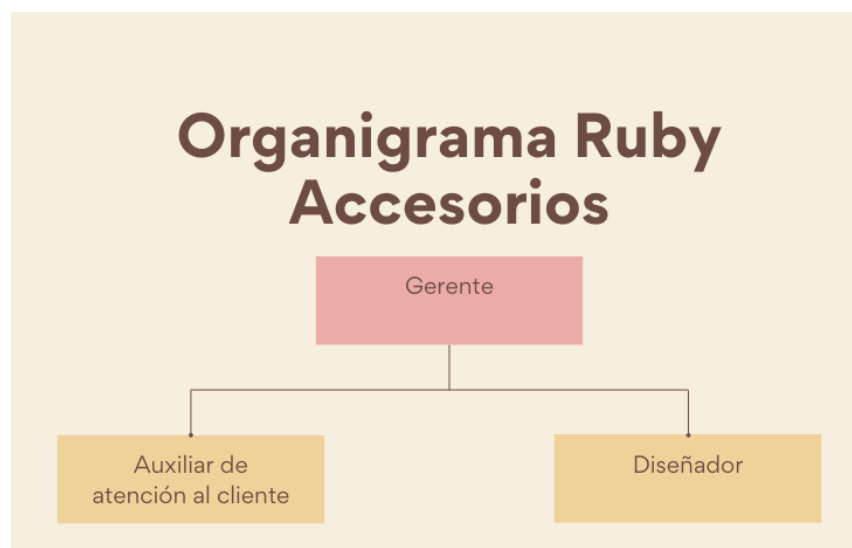 Organigrama Ruby
Accesorios
Gerente
Auxiliar de
atención al cliente
Diseñador